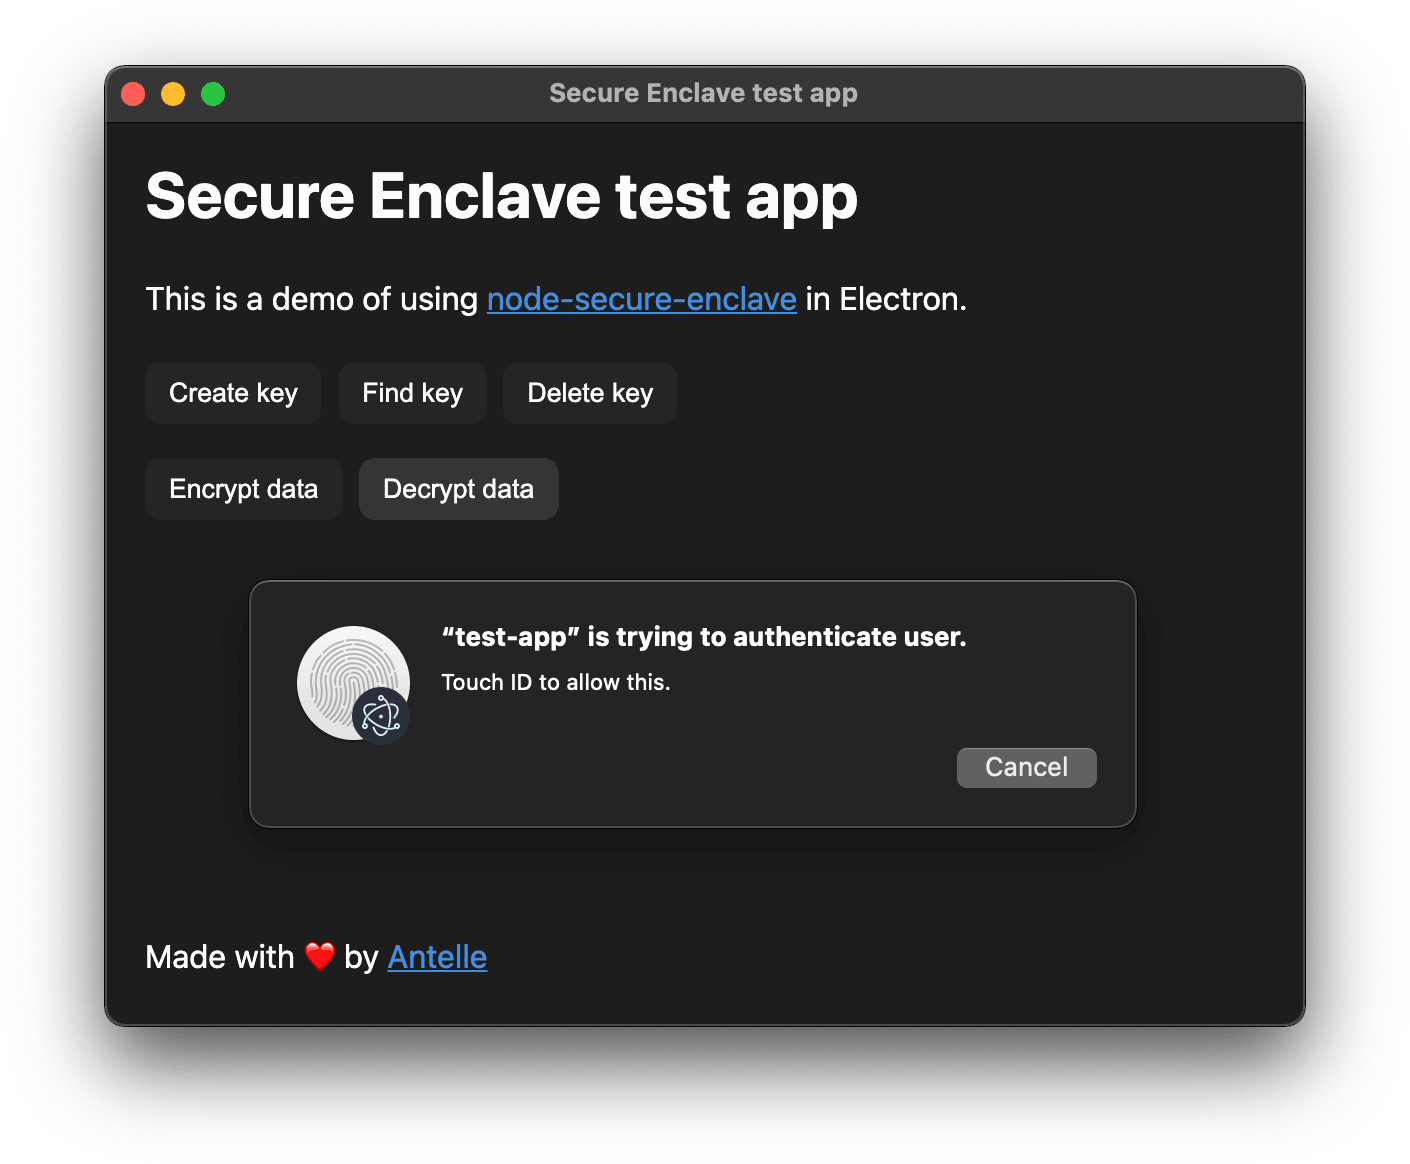 Secure Enclave test app
Secure Enclave test app
This is a demo of using node-secure-enclave in Electron.
Create key Find key Delete key
Encrypt data Decrypt data
“test-app” is trying to authenticate user.
Touch ID to allow this.
Cancel
Made with ❤️ by Antelle